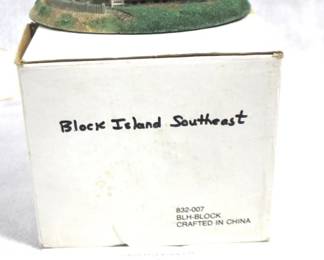 Block Island Southeast
832-007
BLH-BLOCK
CRAFTED IN CHINA